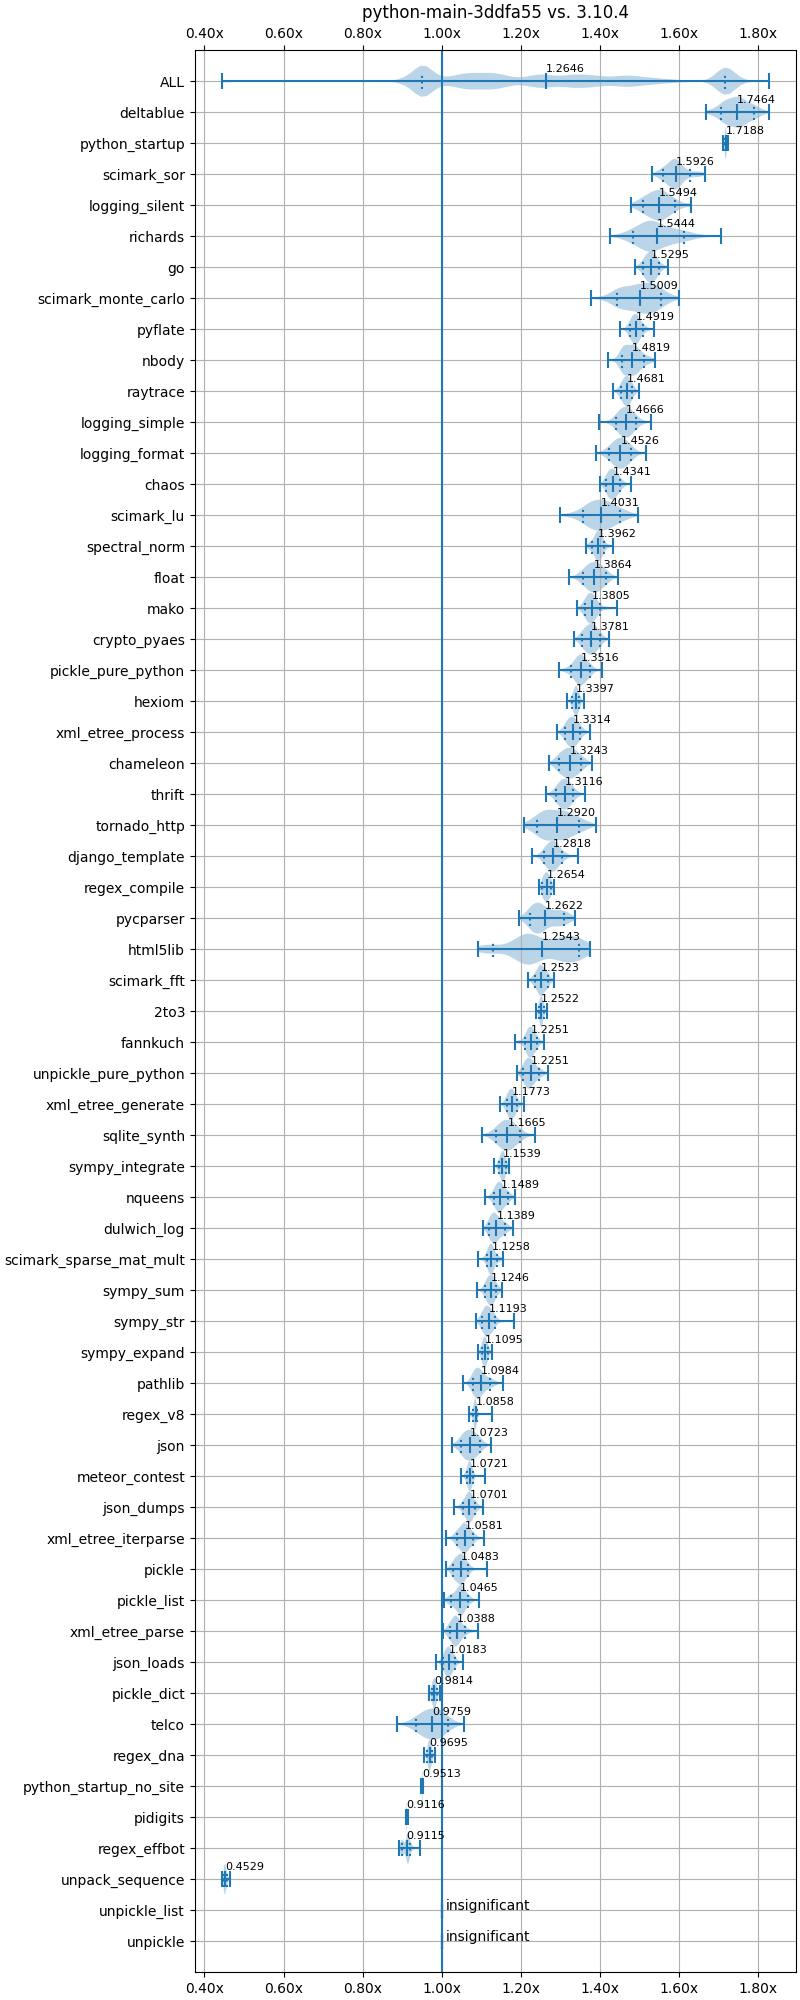 python-main-3ddfa55 vs. 3.10.4
0.40x 0.60x 0.80x 1.00x 1.20x 1.40x 1.60x 1.80x
ALL 1.2646
deltablue 1.7464
python_startup 1.7188
scimark_sor 1.5926
logging_silent 1.5494
richards 1.5444
go 1.5295
scimark_monte_carlo 1.5009
pyflate 1.4919
nbody 1.4819
raytrace 1.4681
logging_simple 1.4666
logging_format 1.4526
chaos 1.4341
scimark_lu 1.4031
spectral_norm 1.3962
float 1.3864
mako 1.3805
crypto_pyaes 1.3781
pickle_pure_python 1.3516
hexiom 1.3397
xml_etree_process 1.3314
chameleon 1.3243
thrift 1.3116
tornado_http 1.2920
django_template 1.2818
regex_compile 1.2654
pycparser 1.2622
html5lib 1.2543
scimark_fft 1.2523
2to3 1.2522
fannkuch 1.2251
unpickle_pure_python 1.2251
xml_etree_generate 1.1773
sqlite_synth 1.1665
sympy_integrate 1.1539
nqueens 1.1489
dulwich_log 1.1389
scimark_sparse_mat_mult 1.1258
sympy_sum 1.1246
sympy_str 1.1193
sympy_expand 1.1095
pathlib 1.0984
regex_v8 1.0858
json 1.0723
meteor_contest 1.0721
json_dumps 1.0701
xml_etree_iterparse 1.0581
pickle 1.0483
pickle_list 1.0465
xml_etree_parse 1.0388
json_loads 1.0183
pickle_dict 0.9814
telco 0.9759
regex_dna 0.9695
python_startup_no_site 0.9513
pidigits 0.9116
regex_effbot 0.9115
unpack_sequence 0.4529
unpickle_list insignificant
unpickle insignificant
0.40x 0.60x 0.80x 1.00x 1.20x 1.40x 1.60x 1.80x